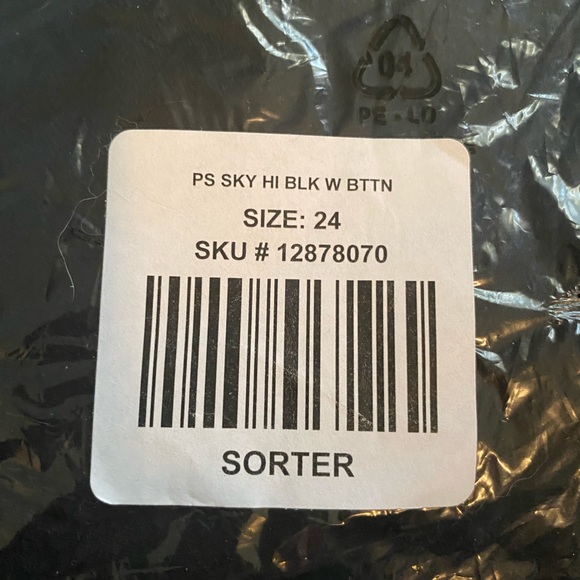 04
PE-LD
PS SKY HI BLK W BTTN
SIZE: 24
SKU # 12878070
SORTER